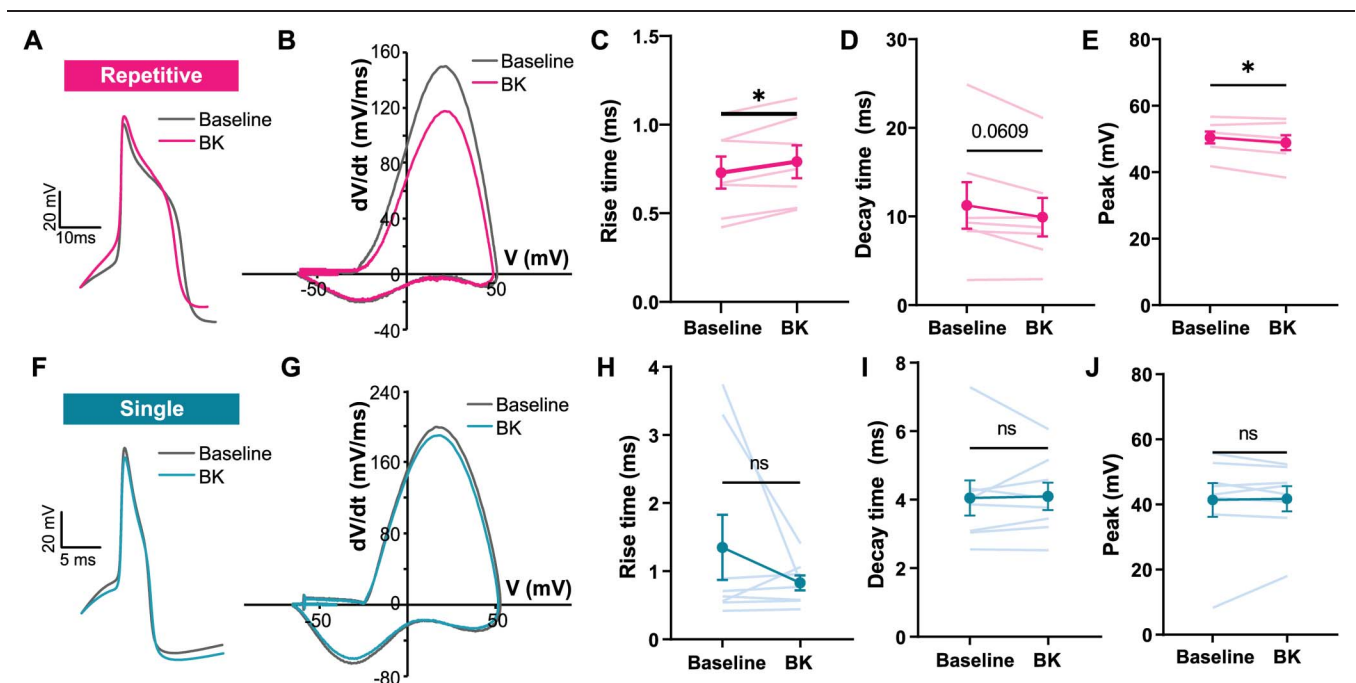 A
Repetitive
Baseline
BK
20 mV
10ms
B
dV/dt (mV/ms)
160
120
80
40
0
-40
-50
50
V (mV)
Baseline
BK
C
Rise time (ms)
1.5
1.0
0.5
0.0
*
Baseline
BK
D
Decay time (ms)
30
20
10
0
0.0609
Baseline
BK
E
Peak (mV)
80
60
40
20
0
*
Baseline
BK
F
Single
Baseline
BK
20 mV
5 ms
G
dV/dt (mV/ms)
240
160
80
0
-80
-50
50
V (mV)
Baseline
BK
H
Rise time (ms)
4
3
2
1
0
ns
Baseline
BK
I
Decay time (ms)
8
6
4
2
0
ns
Baseline
BK
J
Peak (mV)
80
60
40
20
0
ns
Baseline
BK